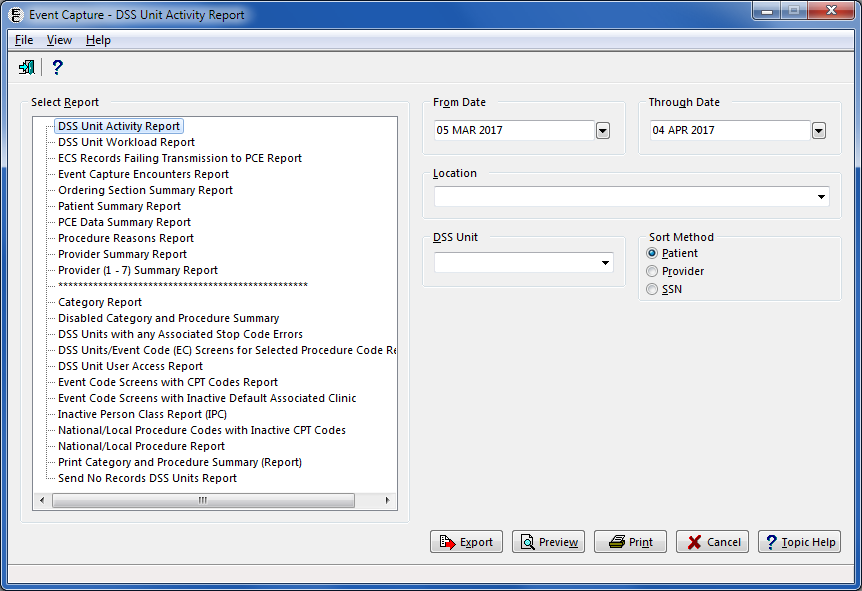 Event Capture - DSS Unit Activity Report
File View Help
?
Select Report
DSS Unit Activity Report
DSS Unit Workload Report
ECS Records Failing Transmission to PCE Report
Event Capture Encounters Report
Ordering Section Summary Report
Patient Summary Report
PCE Data Summary Report
Procedure Reasons Report
Provider Summary Report
Provider (1 - 7) Summary Report
**************************************************
Category Report
Disabled Category and Procedure Summary
DSS Units with any Associated Stop Code Errors
DSS Units/Event Code (EC) Screens for Selected Procedure Code Re
DSS Unit User Access Report
Event Code Screens with CPT Codes Report
Event Code Screens with Inactive Default Associated Clinic
Inactive Person Class Report (IPC)
National/Local Procedure Codes with Inactive CPT Codes
National/Local Procedure Report
Print Category and Procedure Summary (Report)
Send No Records DSS Units Report
From Date
05 MAR 2017
Through Date
04 APR 2017
Location
DSS Unit
Sort Method
Patient
Provider
SSN
Export Preview Print Cancel ? Topic Help